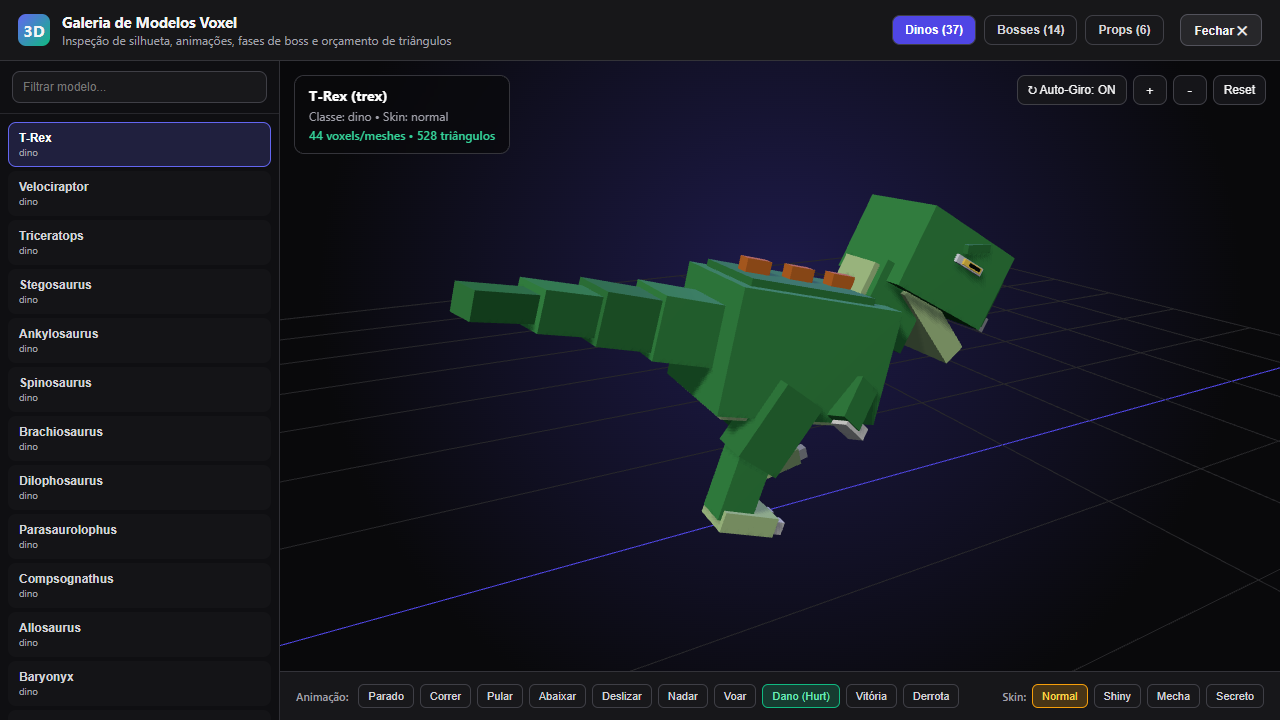 3D
Galeria de Modelos Voxel
Inspeção de silhueta, animações, fases de boss e orçamento de triângulos
Dinos (37)
Bosses (14)
Props (6)
Fechar ✕
Filtrar modelo...
T-Rex
dino
Velociraptor
dino
Triceratops
dino
Stegosaurus
dino
Ankylosaurus
dino
Spinosaurus
dino
Brachiosaurus
dino
Dilophosaurus
dino
Parasaurolophus
dino
Compsognathus
dino
Allosaurus
dino
Baryonyx
dino
T-Rex (trex)
Classe: dino • Skin: normal
44 voxels/meshes • 528 triângulos
↻ Auto-Giro: ON
+
-
Reset
Animação:
Parado
Correr
Pular
Abaixar
Deslizar
Nadar
Voar
Dano (Hurt)
Vitória
Derrota
Skin:
Normal
Shiny
Mecha
Secreto